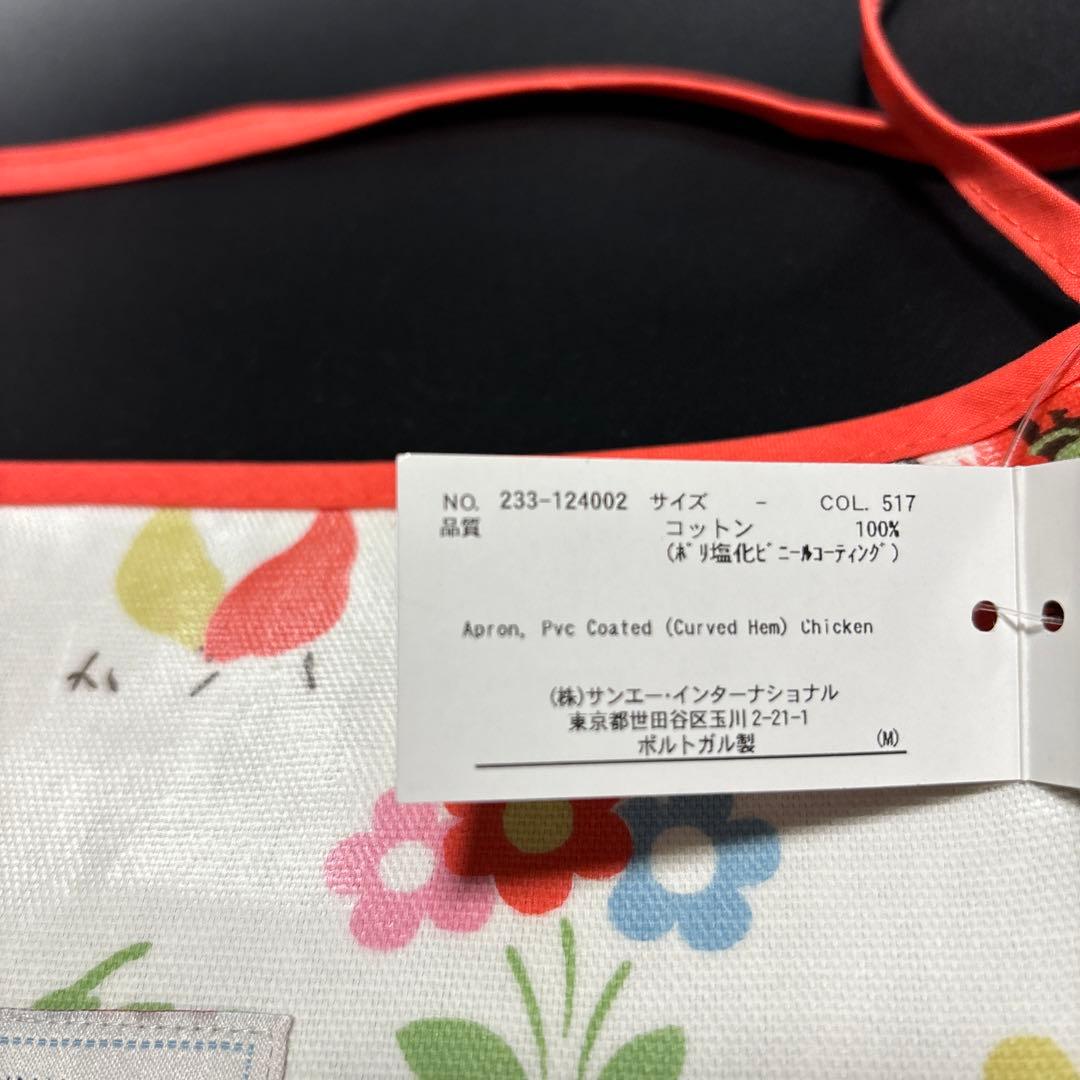 NO. 233-124002 サイズ - COL. 517
品質 コットン 100%
(ポリ塩化ビニールコーティング)
Apron, Pvc Coated (Curved Hem) Chicken
(株)サンエー・インターナショナル
東京都世田谷区玉川2-21-1
ポルトガル製 (M)